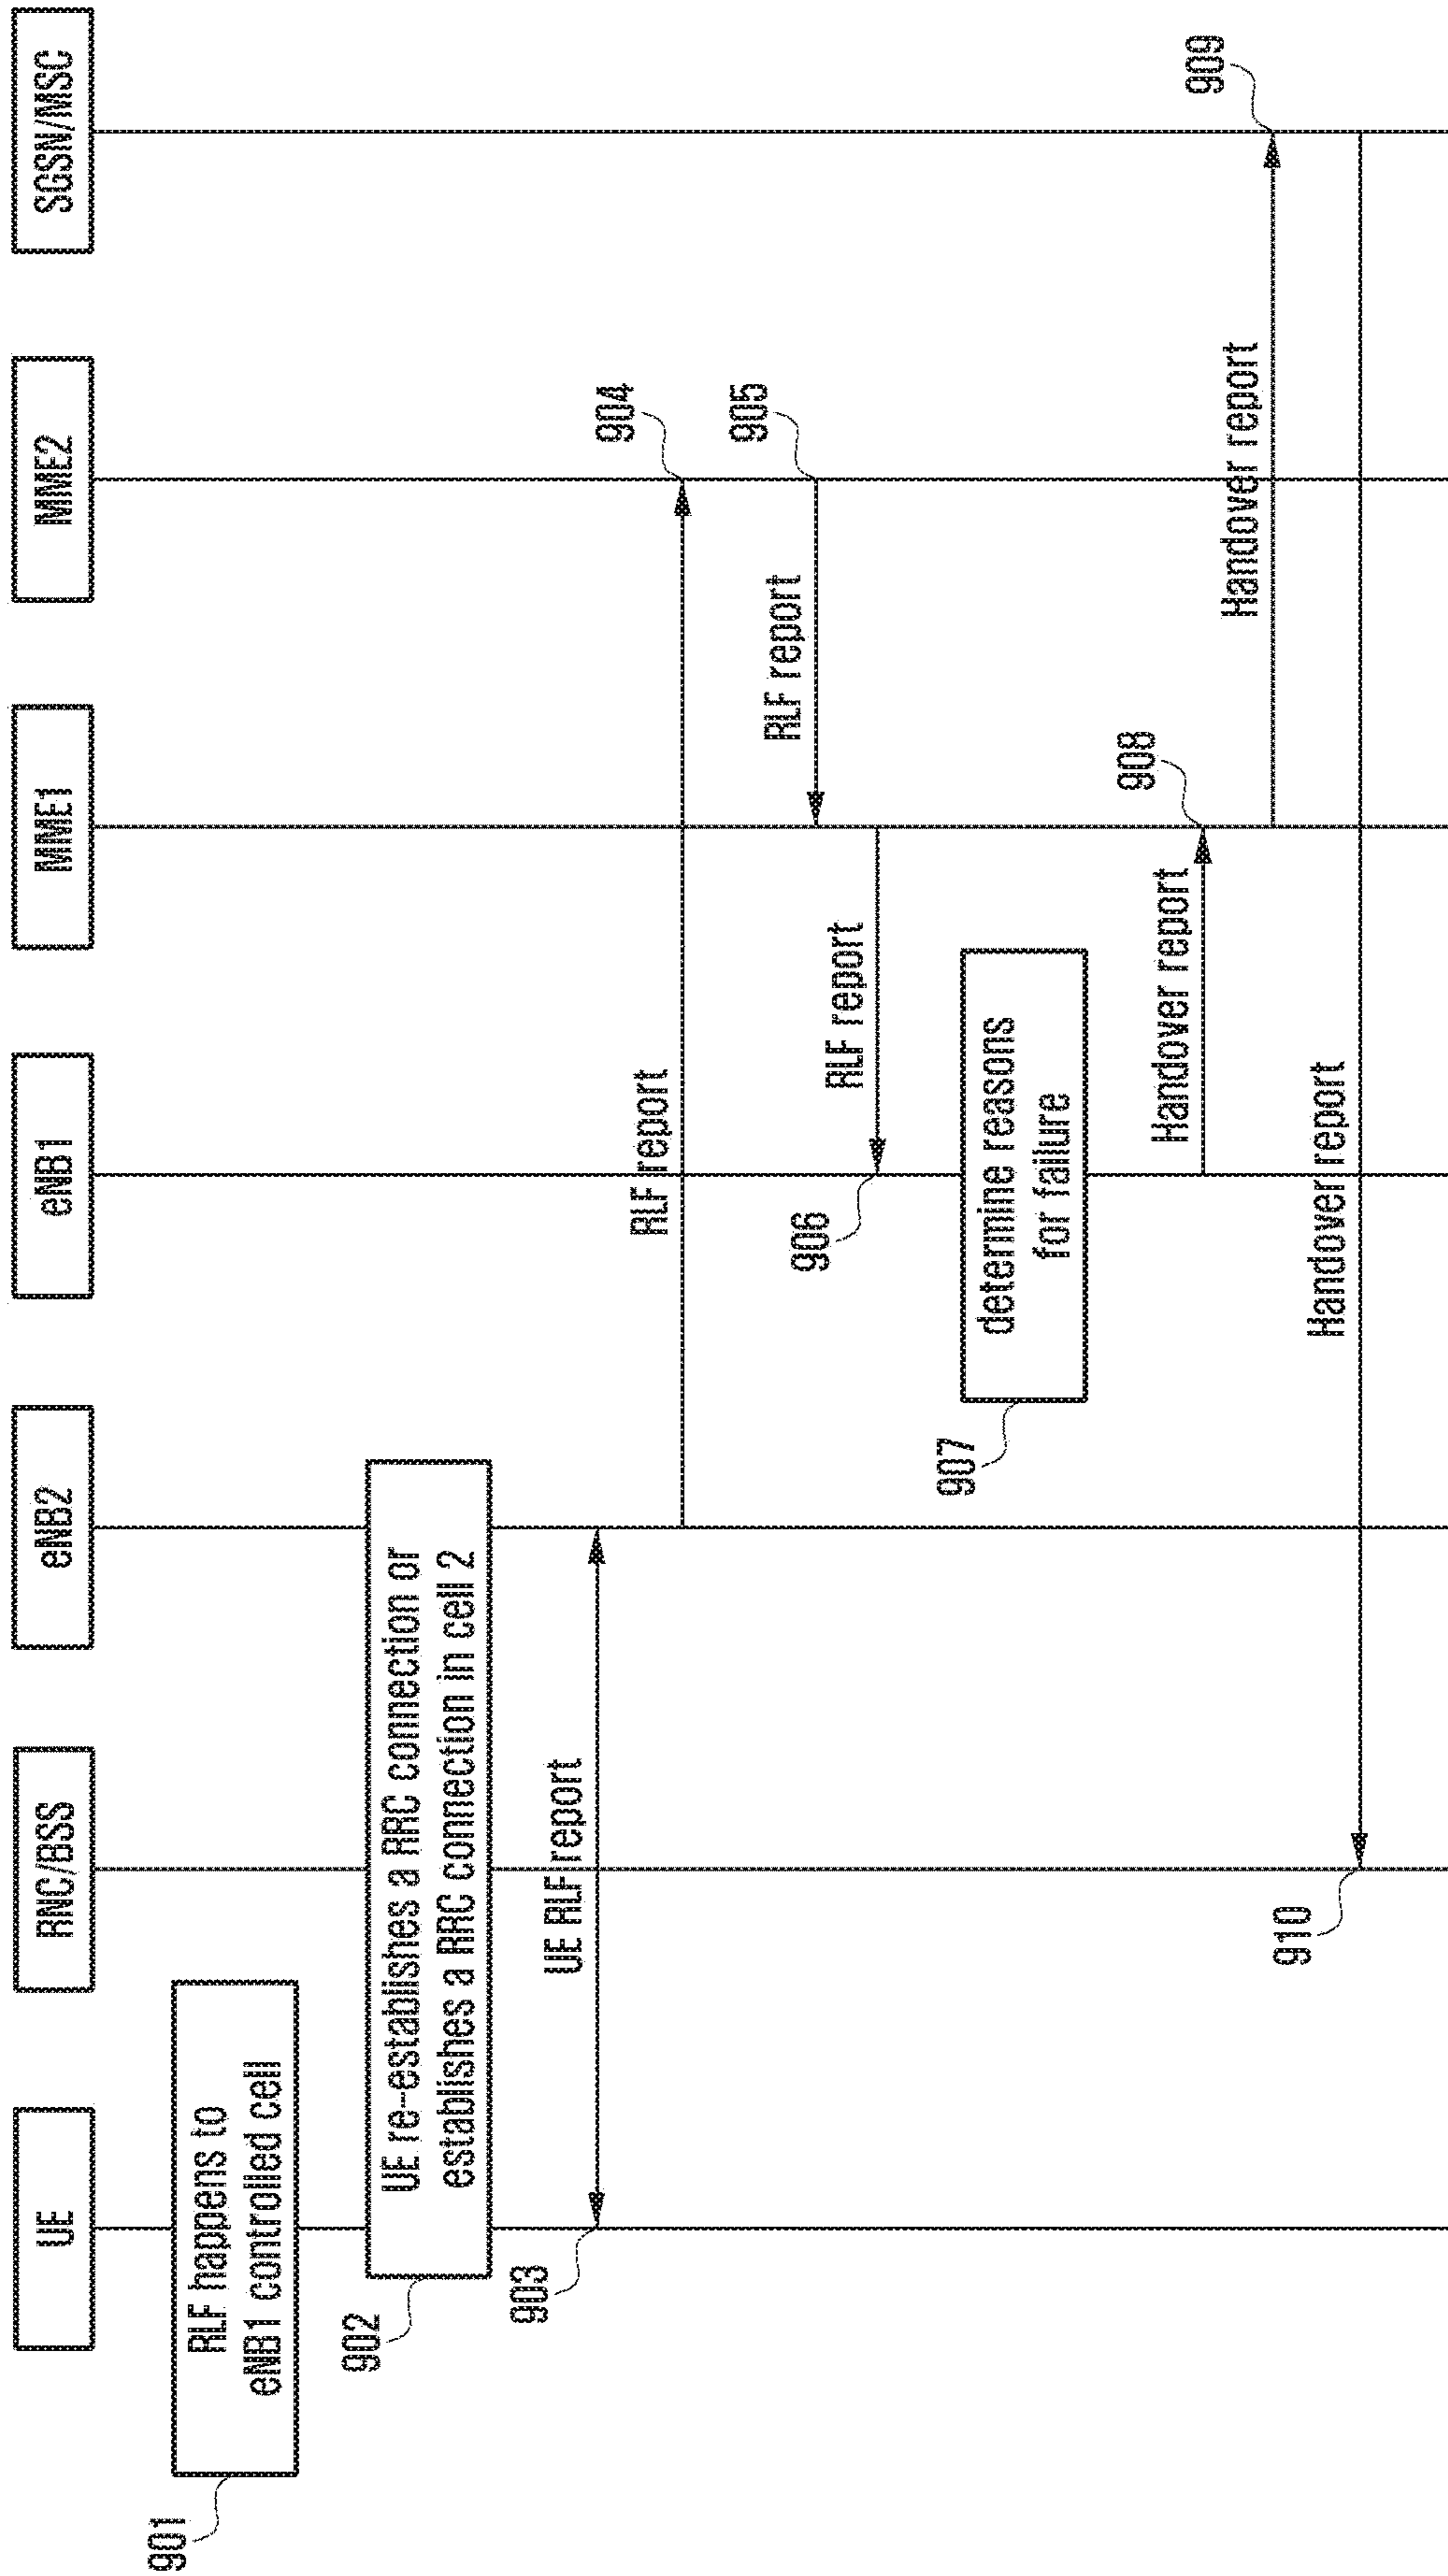 UE
RNC/BSS
eNB2
eNB1
MME1
MME2
SGSN/MSC
901
RLF happens to
eNB1 controlled cell
902
UE re-establishes a RRC connection or
establishes a RRC connection in cell 2
903
UE RLF report
RLF report
904
RLF report
905
RLF report
906
907
determine reasons
for failure
Handover report
908
Handover report
909
Handover report
910